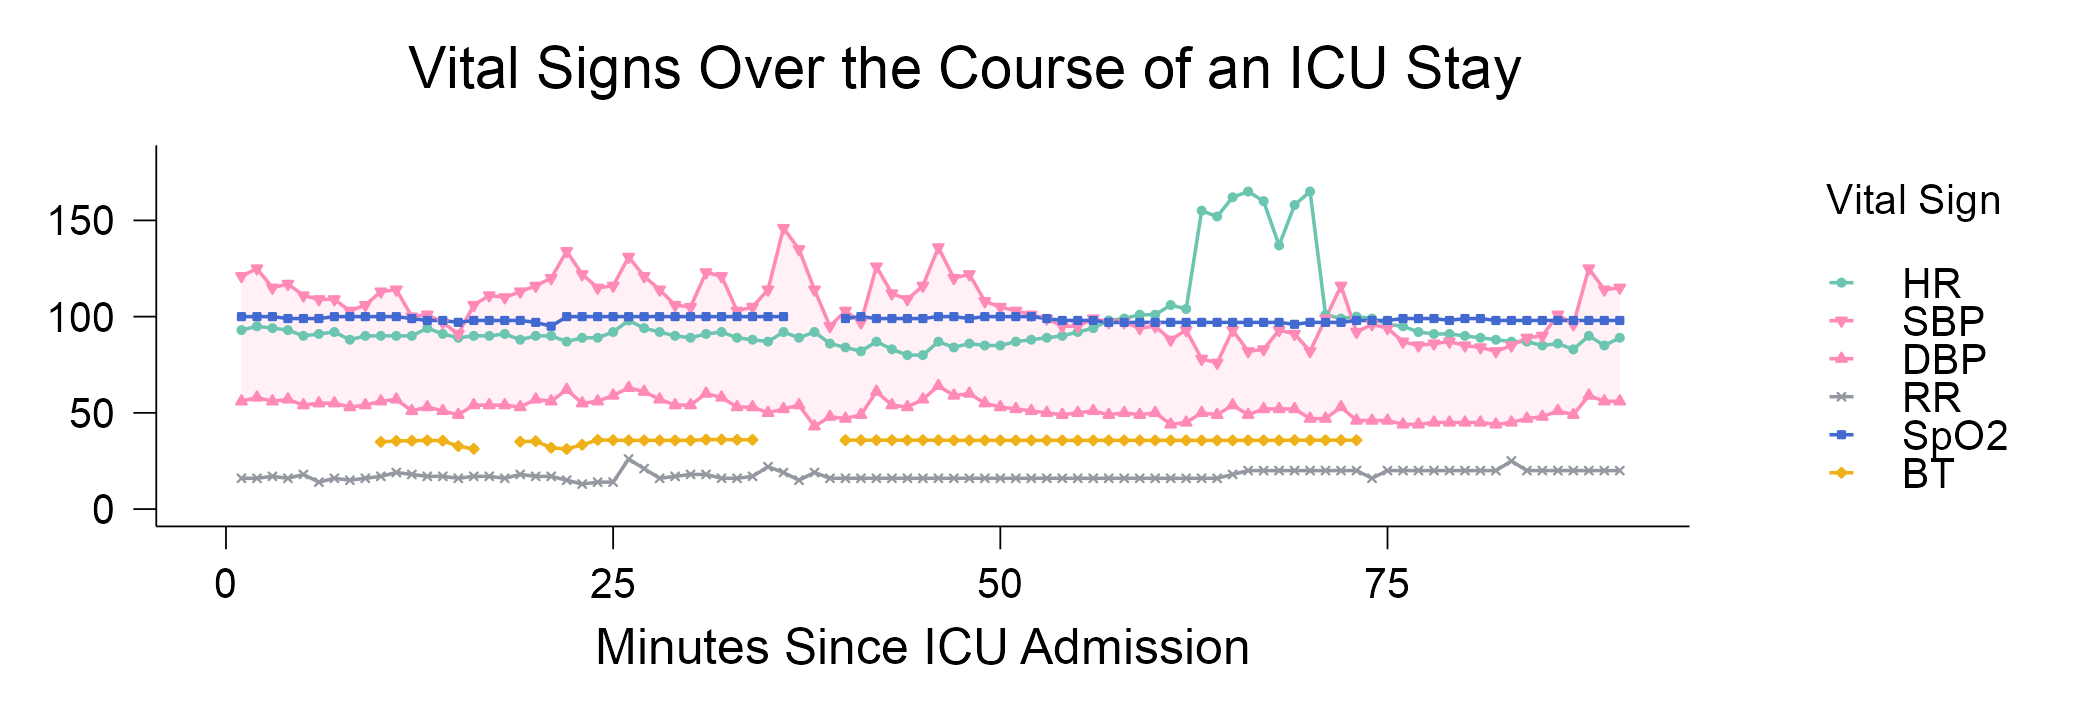 Vital Signs Over the Course of an ICU Stay
150
100
50
0
0 25 50 75
Minutes Since ICU Admission
Vital Sign
HR
SBP
DBP
RR
SpO2
BT